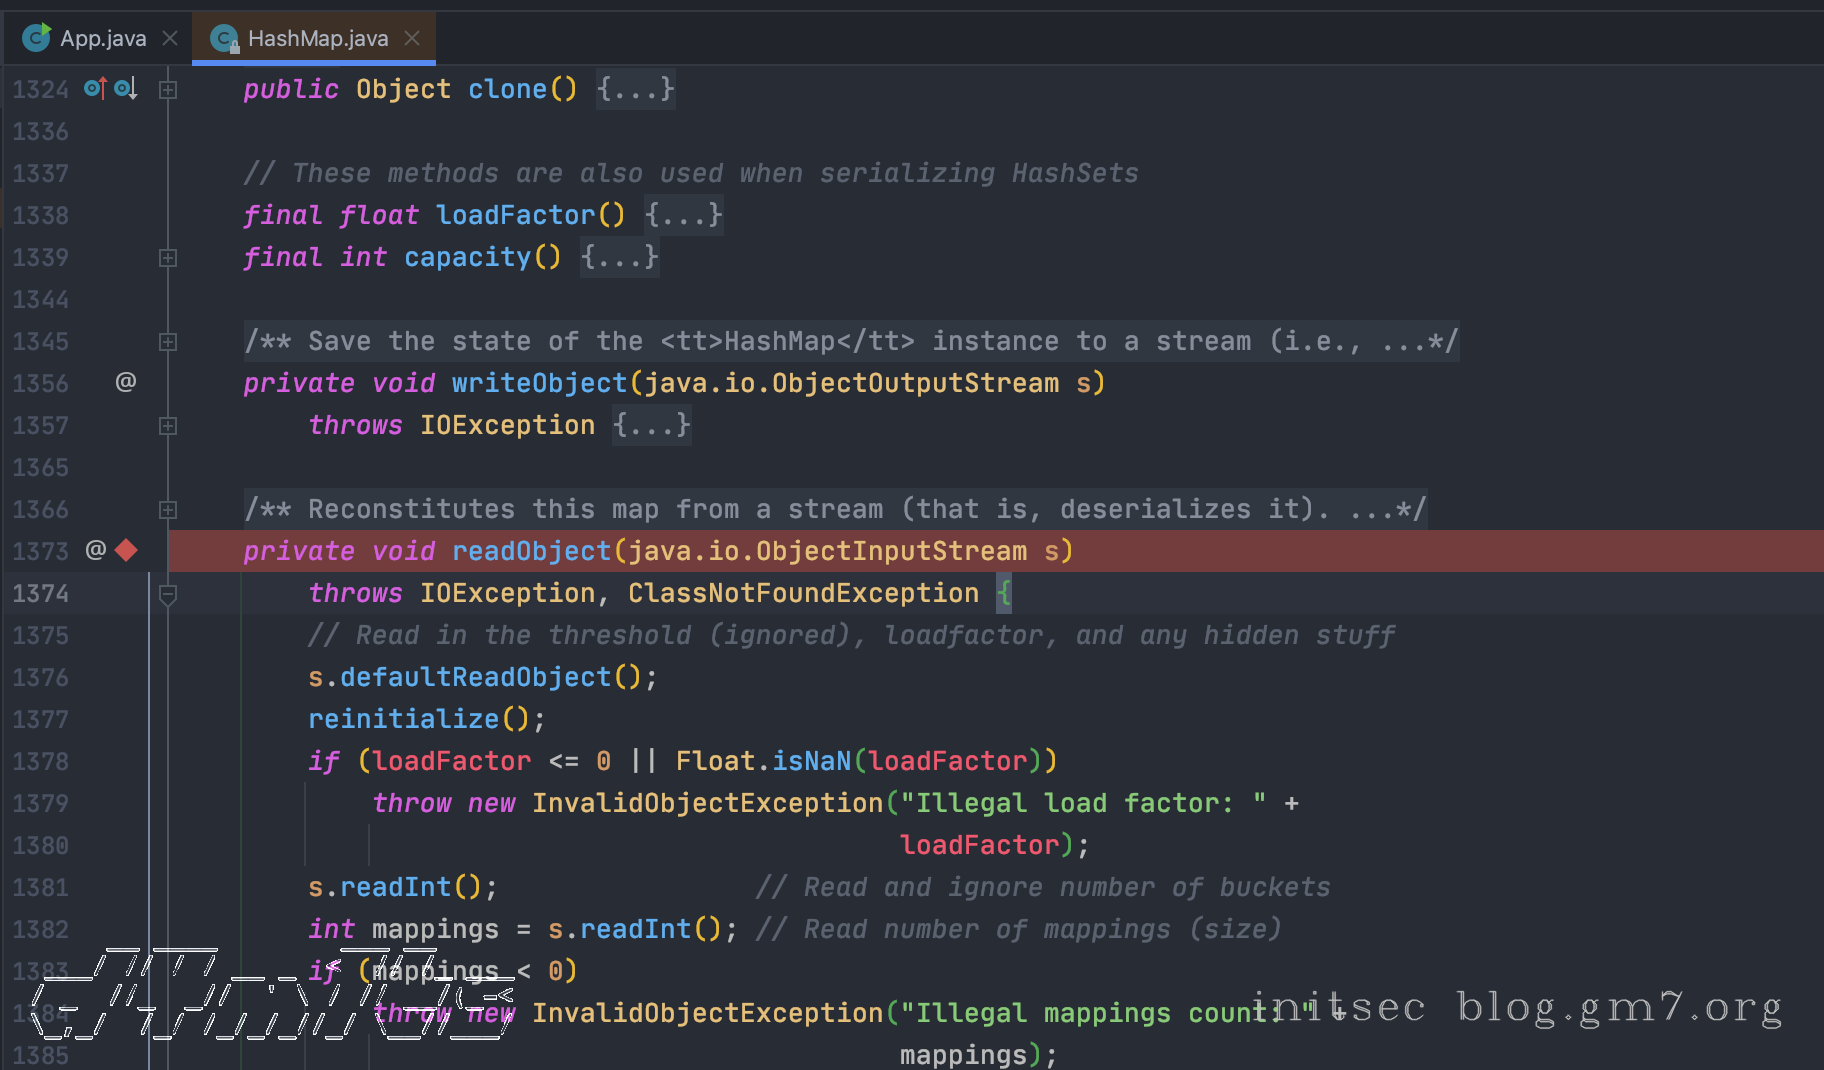 App.java HashMap.java
1324 public Object clone() {...}
1336
1337 // These methods are also used when serializing HashSets
1338 final float loadFactor() {...}
1339 final int capacity() {...}
1344
1345 /** Save the state of the <tt>HashMap</tt> instance to a stream (i.e., ...*/
1356 @ private void writeObject(java.io.ObjectOutputStream s)
1357 throws IOException {...}
1365
1366 /** Reconstitutes this map from a stream (that is, deserializes it). ...*/
1373 @ private void readObject(java.io.ObjectInputStream s)
1374 throws IOException, ClassNotFoundException {
1375 // Read in the threshold (ignored), loadfactor, and any hidden stuff
1376 s.defaultReadObject();
1377 reinitialize();
1378 if (loadFactor <= 0 || Float.isNaN(loadFactor))
1379 throw new InvalidObjectException("Illegal load factor: " +
1380 loadFactor);
1381 s.readInt(); // Read and ignore number of buckets
1382 int mappings = s.readInt(); // Read number of mappings (size)
1383 if (mappings < 0)
1384 throw new InvalidObjectException("Illegal mappings count: " +
1385 mappings);
initsec blog.gm7.org